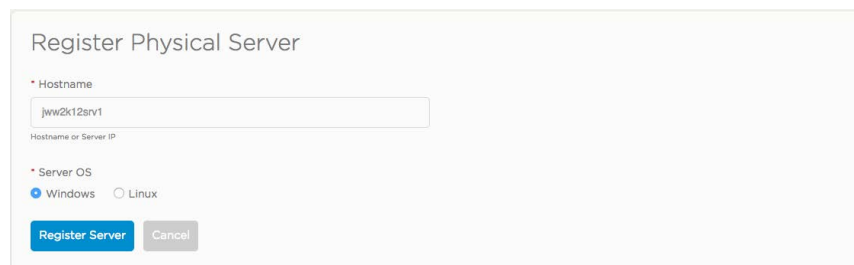 Register Physical Server
* Hostname
jww2k12srv1
Hostname or Server IP
* Server OS
Windows Linux
Register Server Cancel